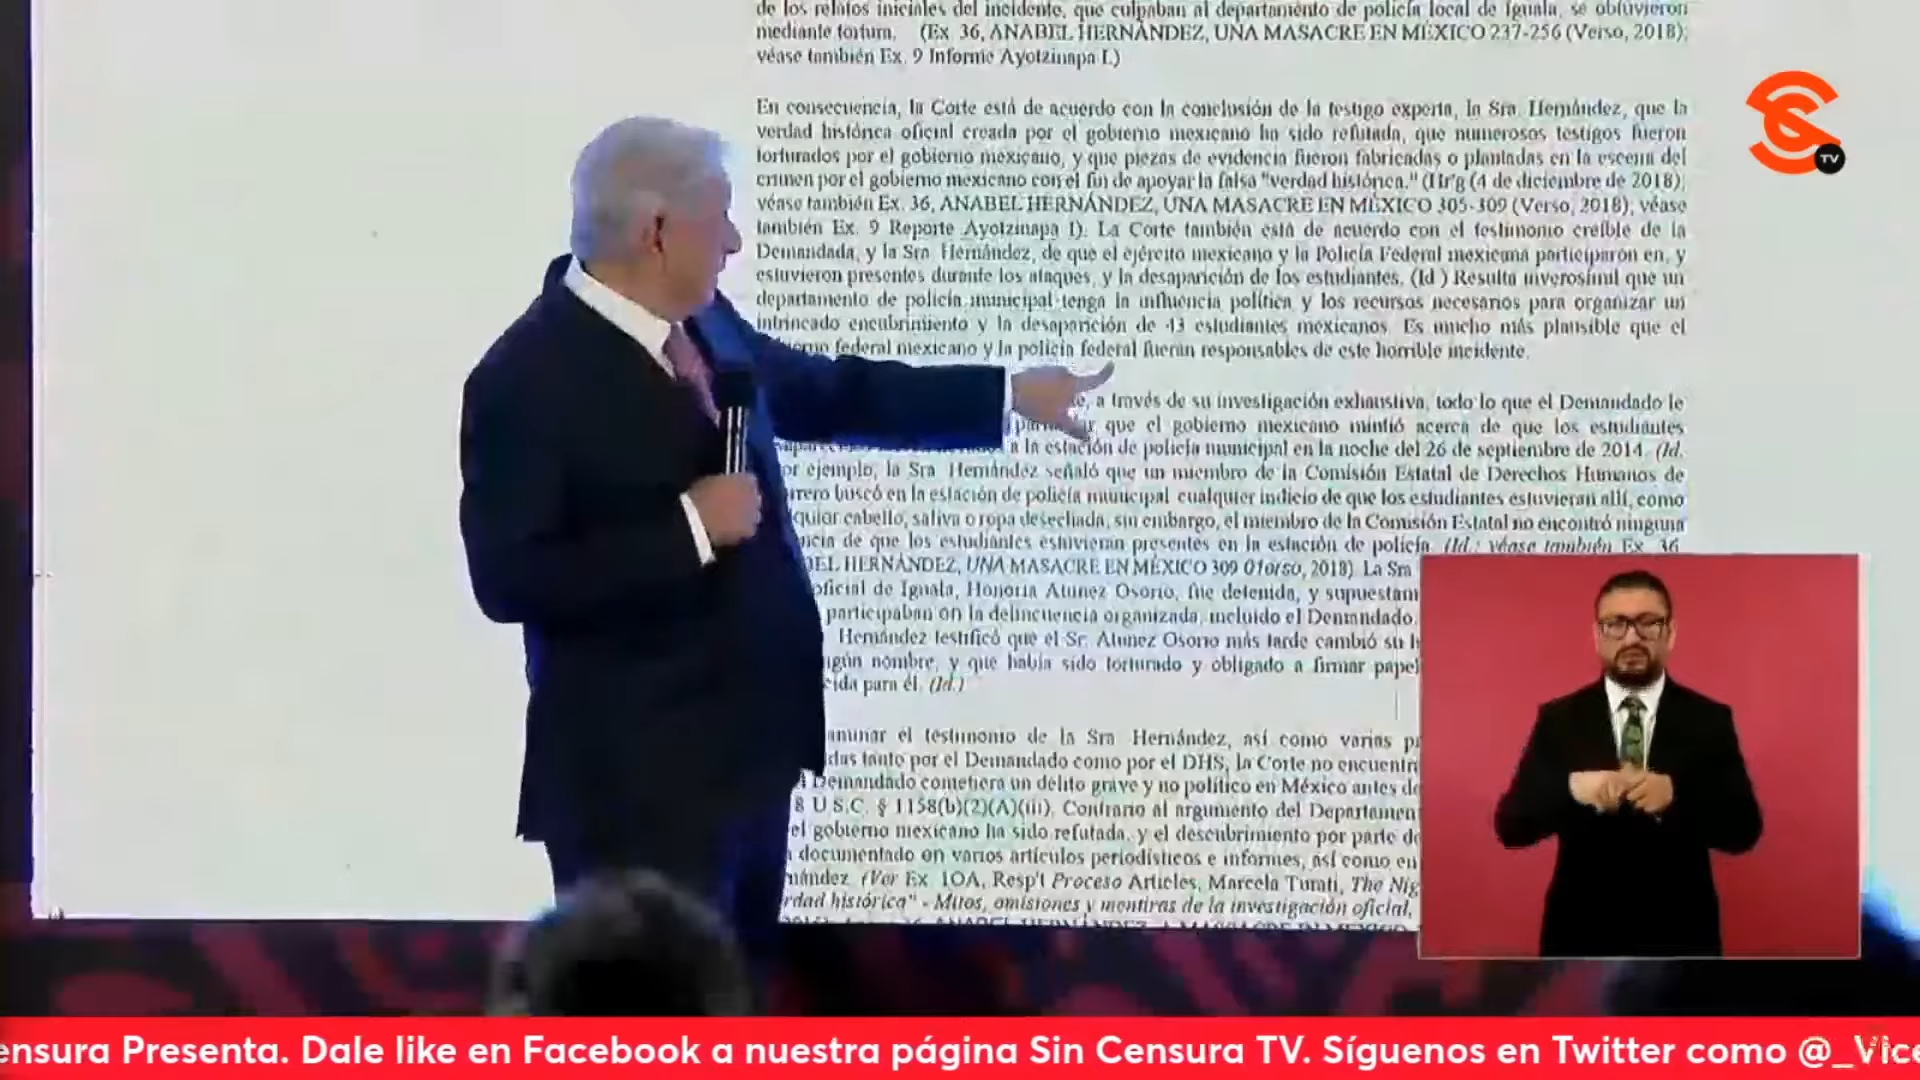 de los relatos iniciales del incidente, que culpaban al departamento de policía local de Iguala, se obtuvieron
mediante tortura. (Ex. 36, ANABEL HERNÁNDEZ, UNA MASACRE EN MÉXICO 237-256 (Verso, 2018);
véase también Ex. 9 Informe Ayotzinapa I.)
En consecuencia, la Corte está de acuerdo con la conclusión de la testigo experta, la Sra. Hernández, que la
verdad histórica oficial creada por el gobierno mexicano ha sido refutada, que numerosos testigos fueron
torturados por el gobierno mexicano, y que piezas de evidencia fueron fabricadas o plantadas en la escena del
crimen por el gobierno mexicano con el fin de apoyar la falsa "verdad histórica." (Hr'g (4 de diciembre de 2018);
véase también Ex. 36, ANABEL HERNÁNDEZ, UNA MASACRE EN MÉXICO 305-309 (Verso, 2018), véase
también Ex. 9 Reporte Ayotzinapa I). La Corte también está de acuerdo con el testimonio creíble de la
Demandada, y la Sra. Hernández, de que el ejército mexicano y la Policía Federal mexicana participaron en, y
estuvieron presentes durante los ataques, y la desaparición de los estudiantes. (Id.) Resulta inverosímil que un
departamento de policía municipal tenga la influencia política y los recursos necesarios para organizar un
intrincado encubrimiento y la desaparición de 43 estudiantes mexicanos. Es mucho más plausible que el
federal mexicano y la policía federal fueran responsables de este horrible incidente.
a través de su investigación exhaustiva, todo lo que el Demandado le
que el gobierno mexicano mintió acerca de que los estudiantes
a la estación de policía municipal en la noche del 26 de septiembre de 2014. (Id.
or ejemplo, la Sra. Hernández señaló que un miembro de la Comisión Estatal de Derechos Humanos de
rrero buscó en la estación de policía municipal cualquier indicio de que los estudiantes estuvieran allí, como
quier cabello, saliva o ropa desechada, sin embargo, el miembro de la Comisión Estatal no encontró ninguna
ncia de que los estudiantes estuvieran presentes en la estación de policía. (Id.; véase también Ex. 36,
BEL HERNÁNDEZ, UNA MASACRE EN MÉXICO 309 01orso, 2018). La Sra
oficial de Iguala, Honorio Atunez Osorio, fue detenida, y supuestam
participaban on la delincuencia organizada, incluido el Demandado.
Hernández testificó que el Sr. Atunez Osorio más tarde cambió su h
ngún nombre, y que había sido torturado y obligado a firmar papel
cida para él. (Id.)
aminar el testimonio de la Sra. Hernández, así como varias pr
das tanto por el Demandado como por el DHS, la Corte no encuentr
l Demandado cometiera un delito grave y no político en México antes de
8 U.S.C. § 1158(b)(2)(A)(iii). Contrario al argumento del Departamen
el gobierno mexicano ha sido refutada, y el descubrimiento por parte de
documentado on varios artículos periodísticos e informes, así como en
nández. (Ver Ex. 1OA, Resp't Proceso Articles, Marcela Turati, The Nig
rdad histórica" - Mitos, omisiones y mentiras de la investigación oficial,
TV
ensura Presenta. Dale like en Facebook a nuestra página Sin Censura TV. Síguenos en Twitter como @_Vice